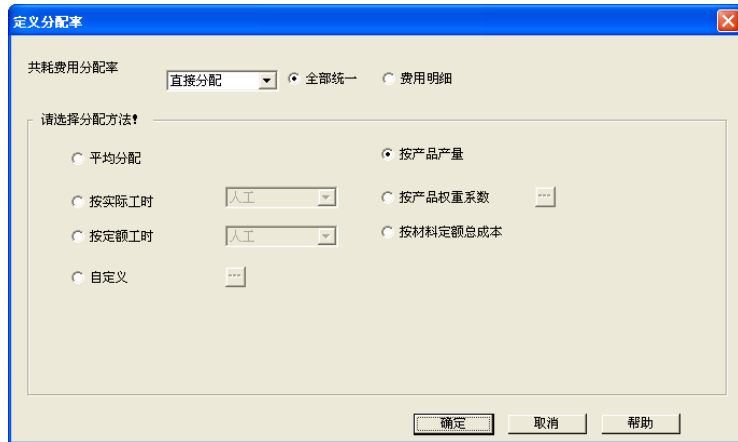 定义分配率
共耗费用分配率 直接分配 全部统一 费用明细
请选择分配方法!
平均分配 按产品产量
按实际工时 人工 按产品权重系数 ...
按定额工时 人工 按材料定额总成本
自定义 ...
确定 取消 帮助